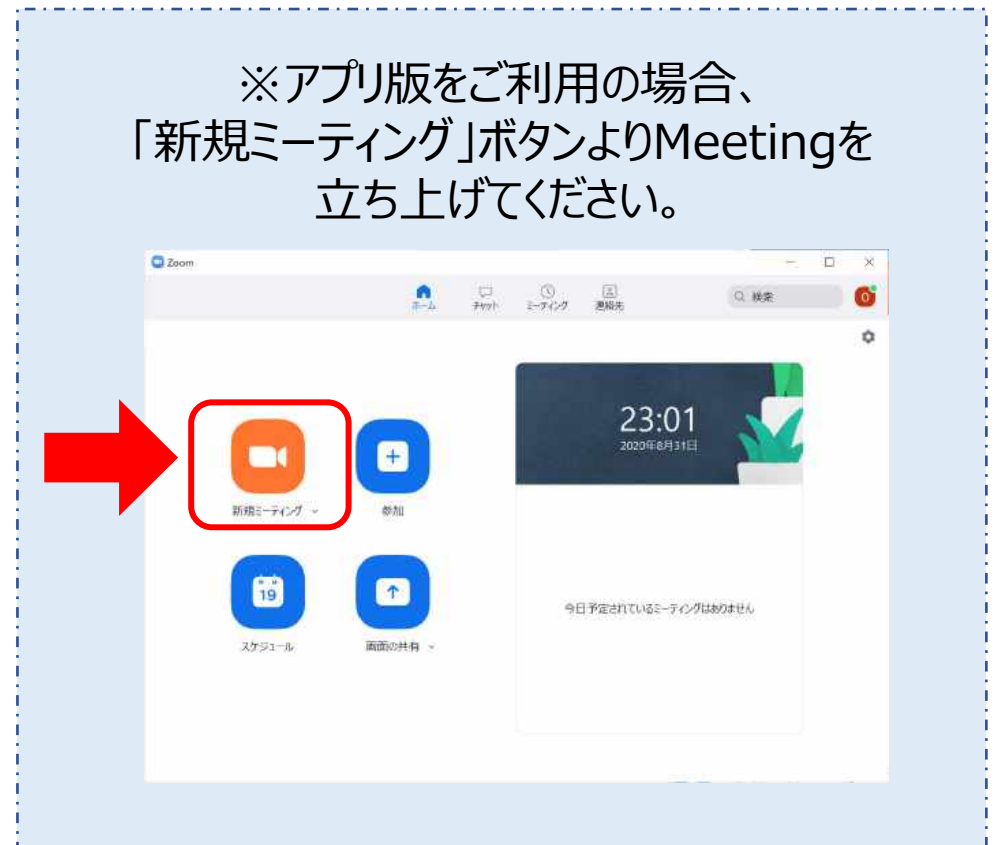 ※アプリ版をご利用の場合、
「新規ミーティング」ボタンよりMeetingを
立ち上げてください。
Zoom
ホーム
チャット
ミーティング
連絡先
検索
O
23:01
2020年8月31日
新規ミーティング
参加
19
スケジュール
画面の共有
今日予定されているミーティングはありません